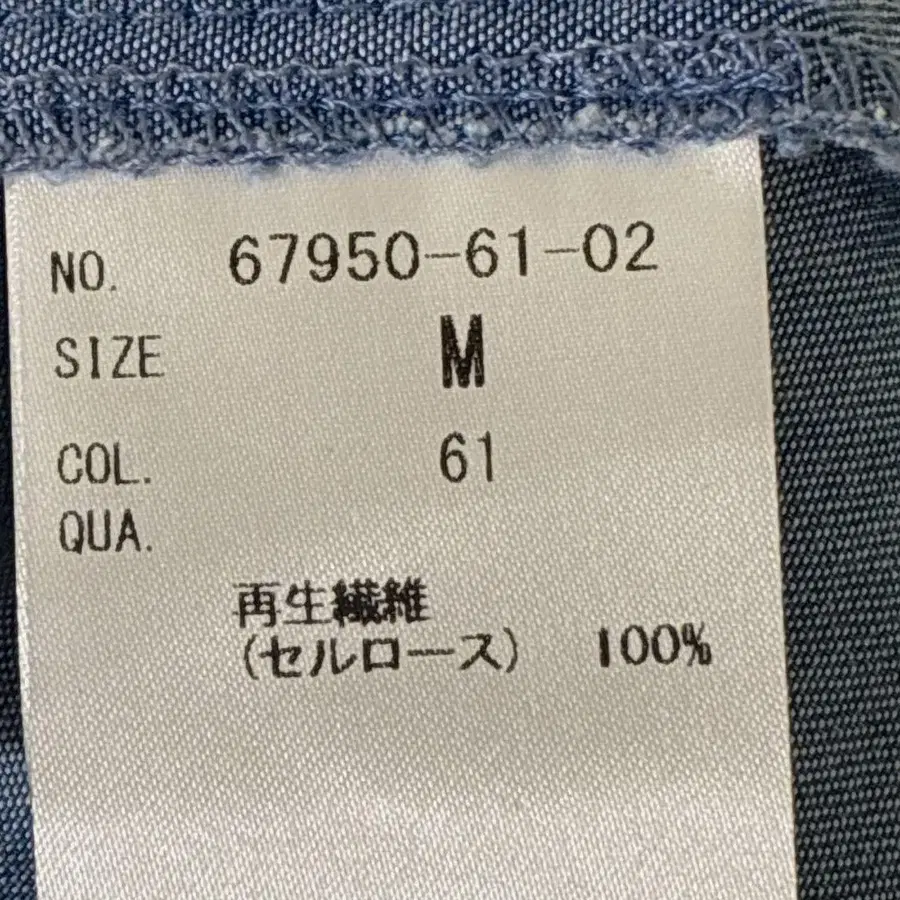 NO. 67950-61-02
SIZE M
COL. 61
QUA.
再生繊維
(セルロース) 100%